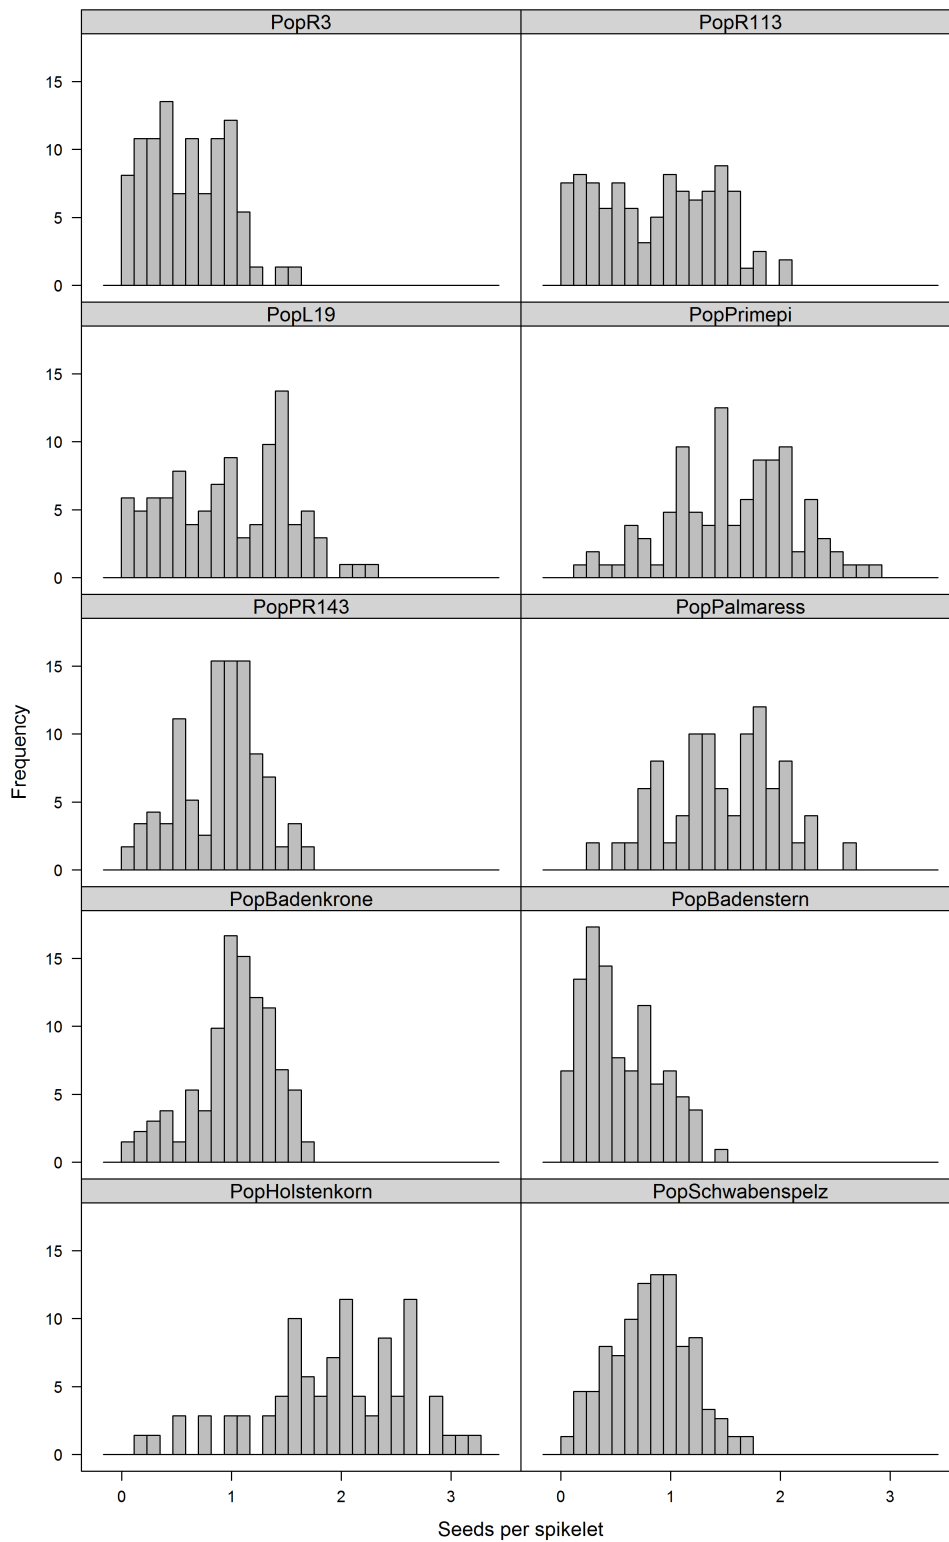 PopR3 PopR113
15
10
5
0
PopL19 PopPrimepi
15
10
5
0
PopPR143 PopPalmaress
15
10
5
0
PopBadenkrone PopBadenstern
15
10
5
0
PopHolstenkorn PopSchwabenspelz
15
10
5
0
Frequency
0 1 2 3 0 1 2 3
Seeds per spikelet